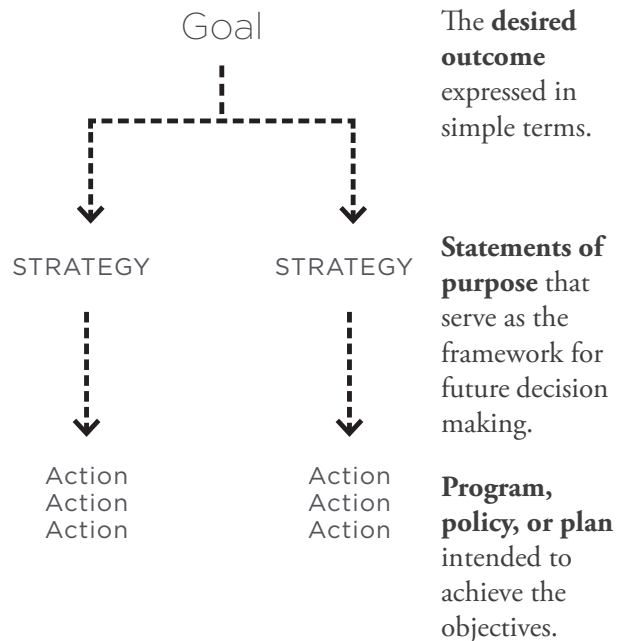 Goal
The desired
outcome
expressed in
simple terms.
STRATEGY
STRATEGY
Statements of
purpose that
serve as the
framework for
future decision
making.
Action
Action
Action
Action
Action
Action
Program,
policy, or plan
intended to
achieve the
objectives.